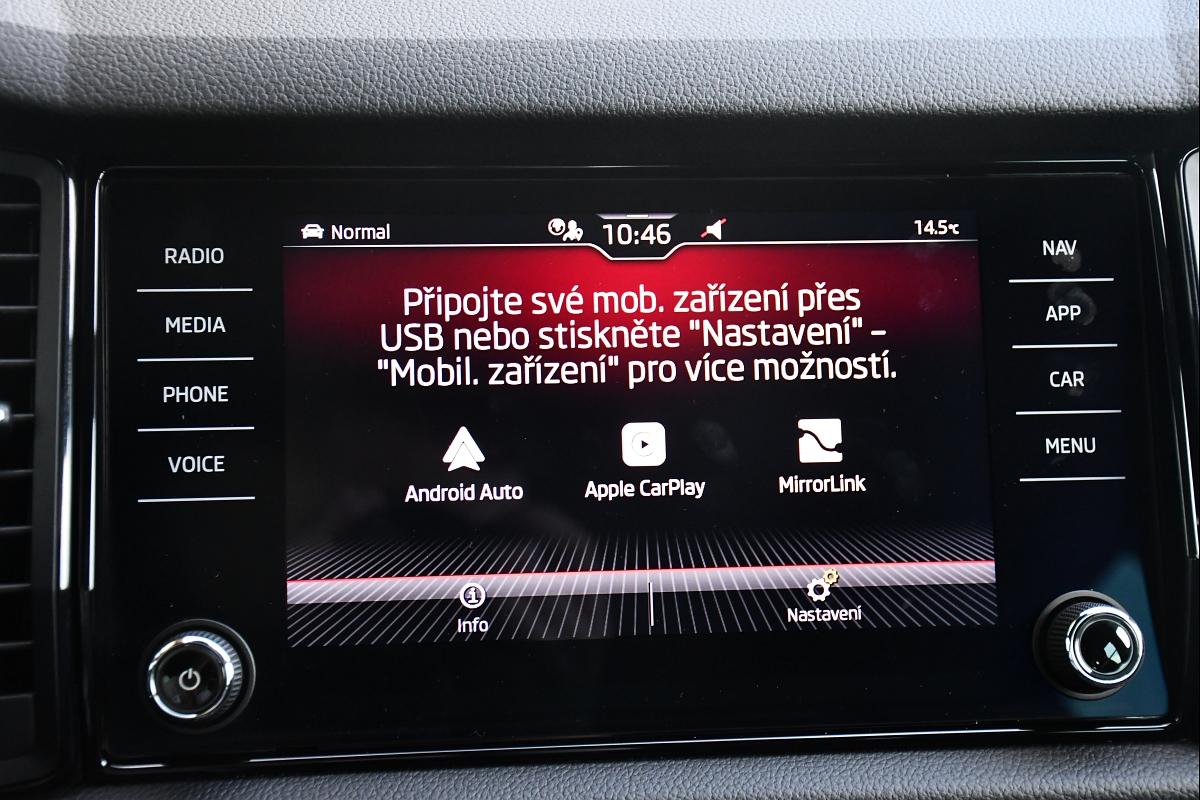 Normal
10:46
14.5°C
RADIO
MEDIA
PHONE
VOICE
Připojte své mob. zařízení přes
USB nebo stiskněte "Nastavení" –
"Mobil. zařízení" pro více možností.
Android Auto
Apple CarPlay
MirrorLink
Info
Nastavení
NAV
APP
CAR
MENU